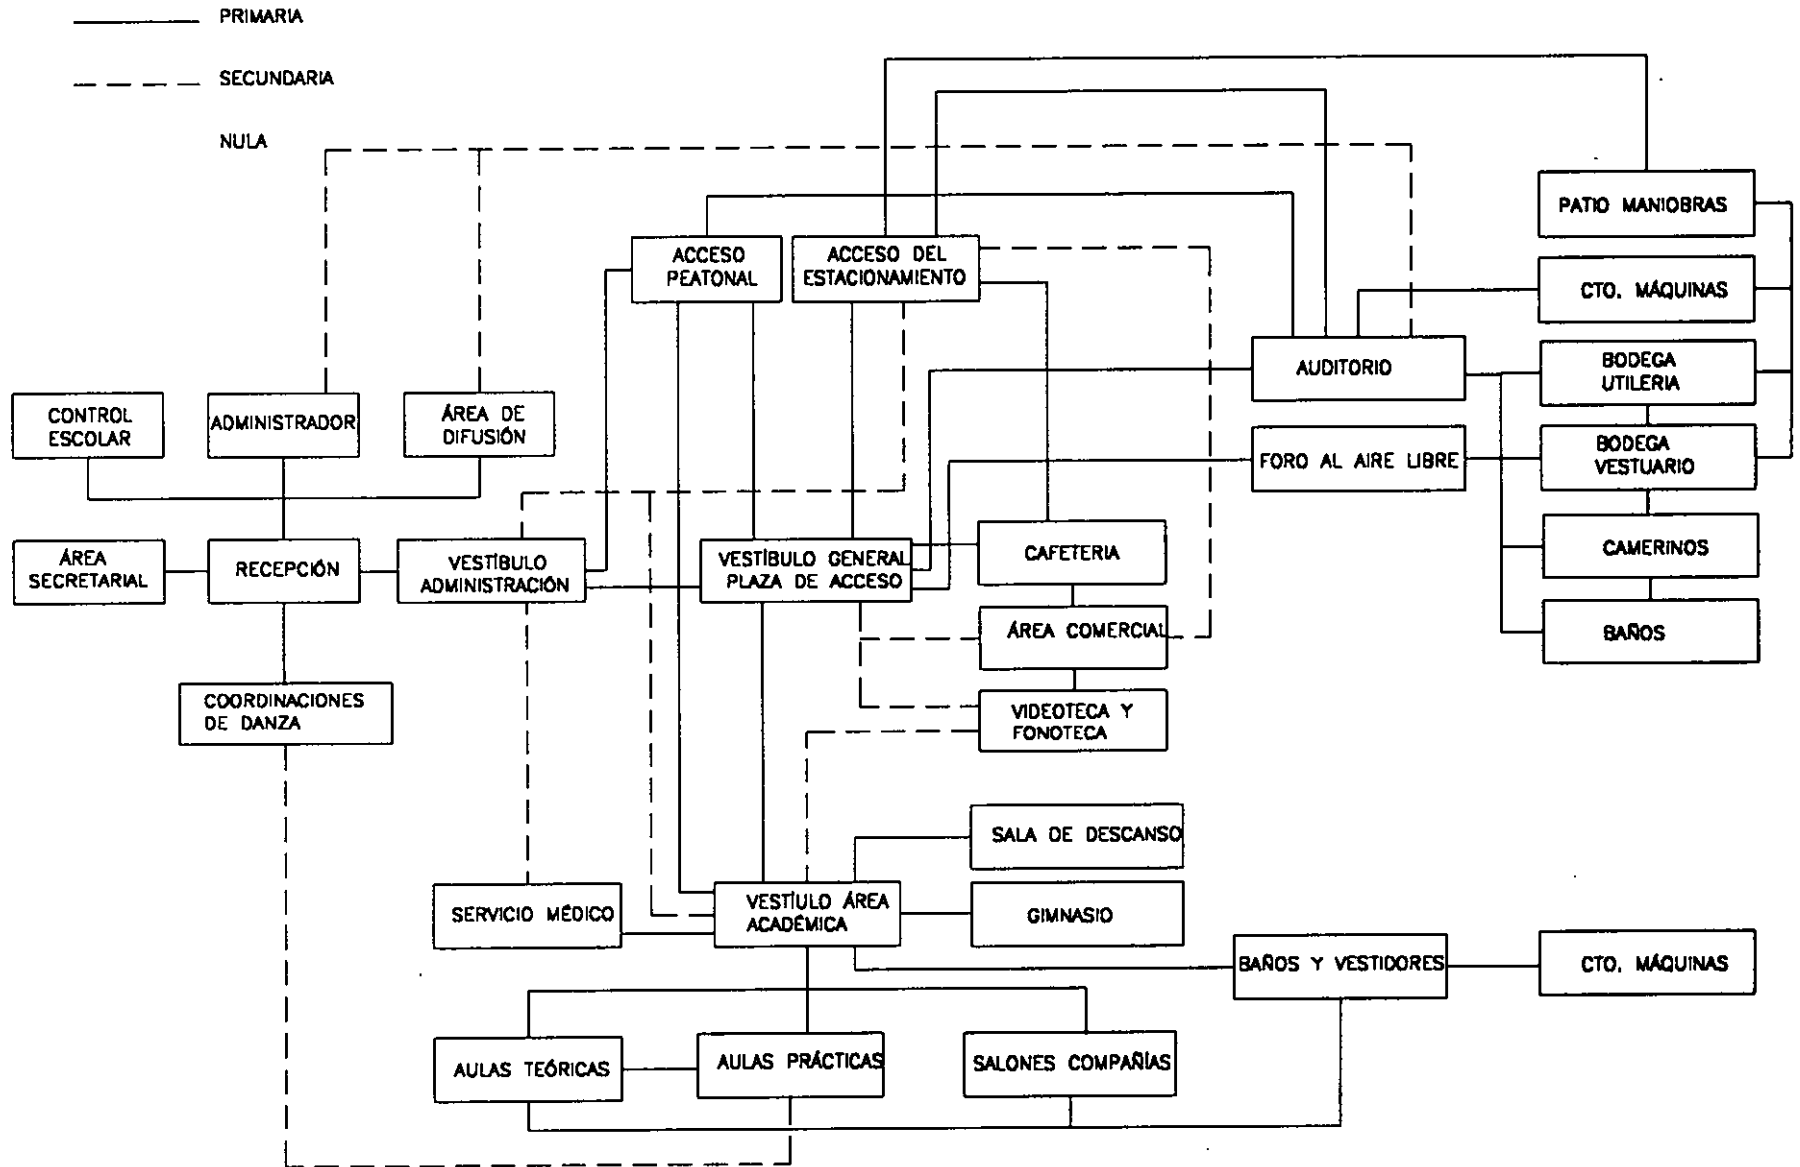 PRIMARIA
SECUNDARIA
NULA
PATIO MANIOBRAS
ACCESO
PEATONAL
ACCESO DEL
ESTACIONAMIENTO
CTO. MÁQUINAS
AUDITORIO
BODEGA
UTILERIA
CONTROL
ESCOLAR
ADMINISTRADOR
ÁREA DE
DIFUSIÓN
FORO AL AIRE LIBRE
BODEGA
VESTUARIO
ÁREA
SECRETARIAL
RECEPCIÓN
VESTÍBULO
ADMINISTRACIÓN
VESTÍBULO GENERAL
PLAZA DE ACCESO
CAFETERIA
CAMERINOS
ÁREA COMERCIAL
BAÑOS
COORDINACIONES
DE DANZA
VIDEOTECA Y
FONOTECA
SALA DE DESCANSO
SERVICIO MÉDICO
VESTÍULO ÁREA
ACADÉMICA
GIMNASIO
BAÑOS Y VESTIDORES
CTO. MÁQUINAS
AULAS TEÓRICAS
AULAS PRÁCTICAS
SALONES COMPAÑÍAS